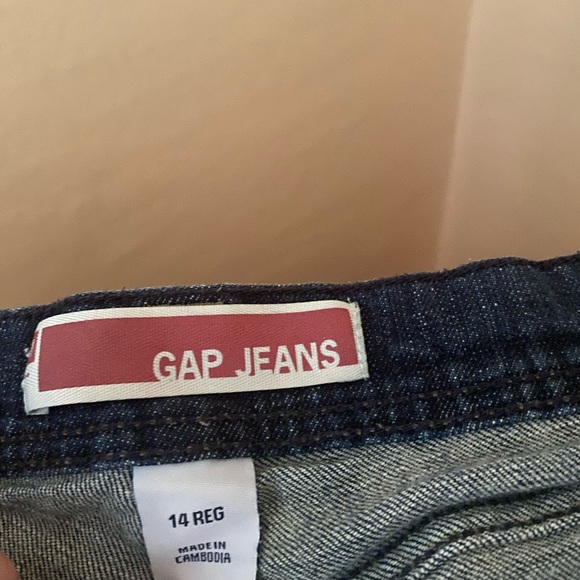 GAP JEANS
14 REG
MADE IN
CAMBODIA